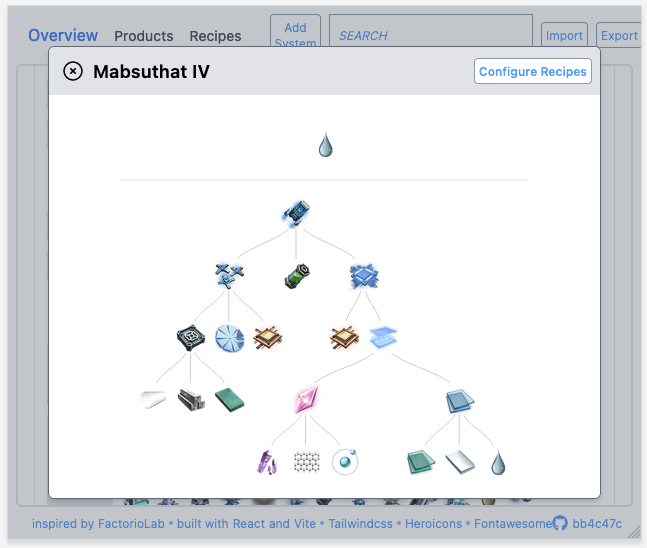 Overview Products Recipes Add System SEARCH Import Export
Mabsuthat IV Configure Recipes
inspired by FactorioLab • built with React and Vite • Tailwindcss • Heroicons • Fontawesome bb4c47c